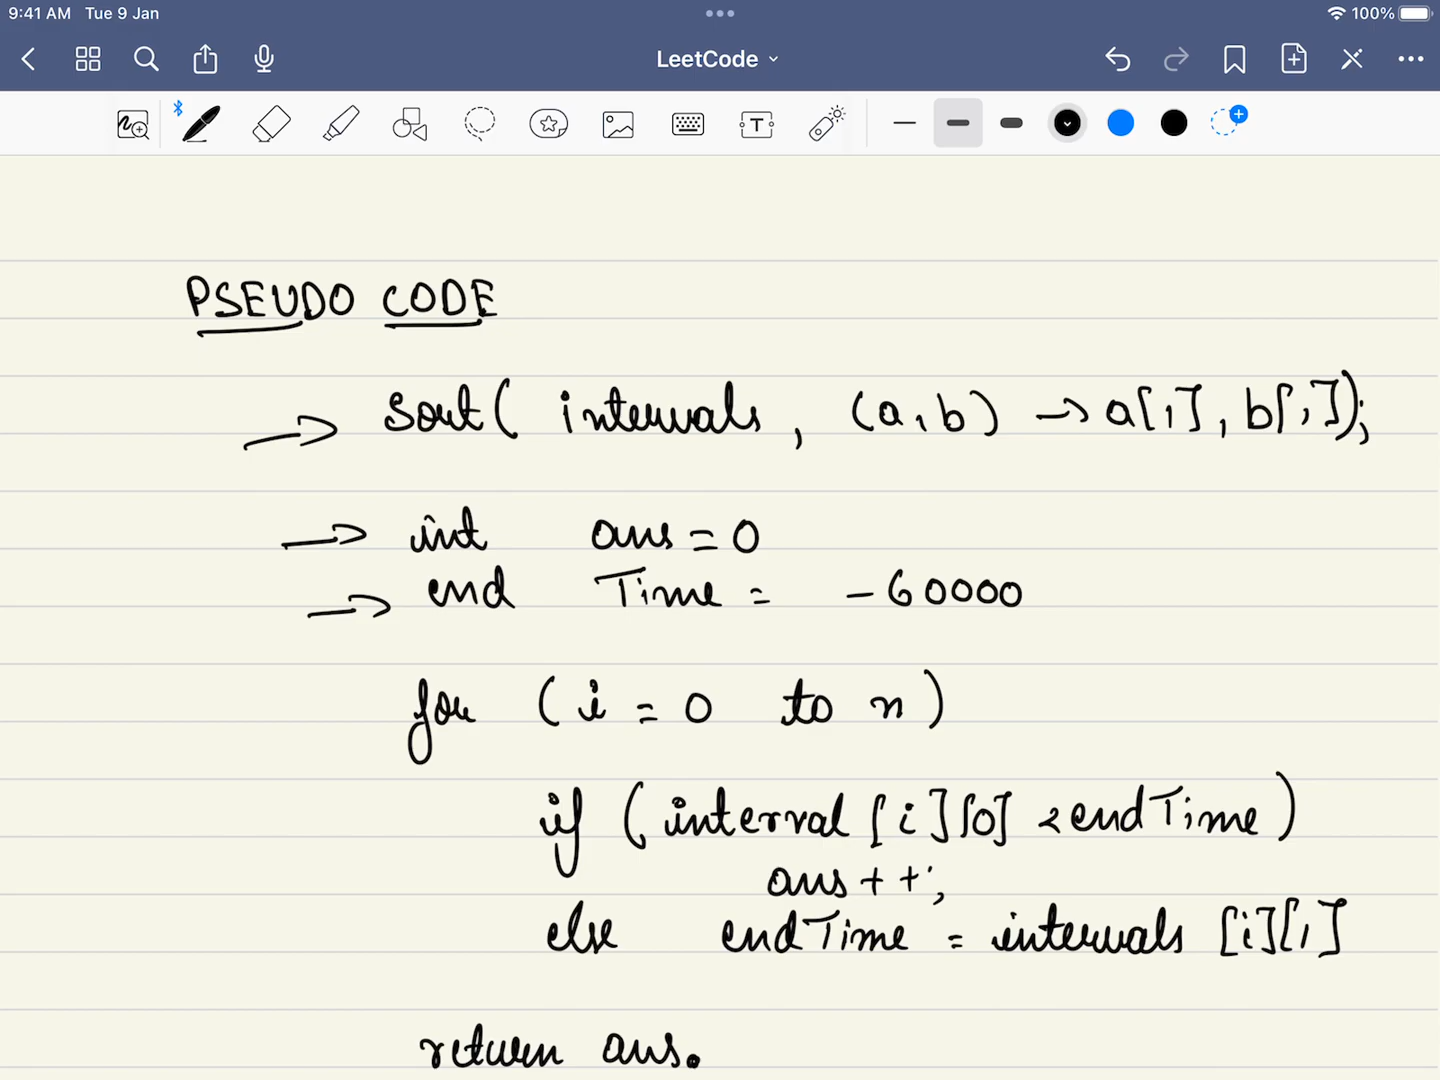 9:41 AM Tue 9 Jan
100%
LeetCode
T
PSEUDO CODE
→ Sort( intervals, (a,b) → a[1], b[1]);
→ int ans = 0
→ end Time = -60000
for (i = 0 to n)
if (interval[i][0] < endTime)
ans++;
else endTime = intervals [i][1]
return ans.